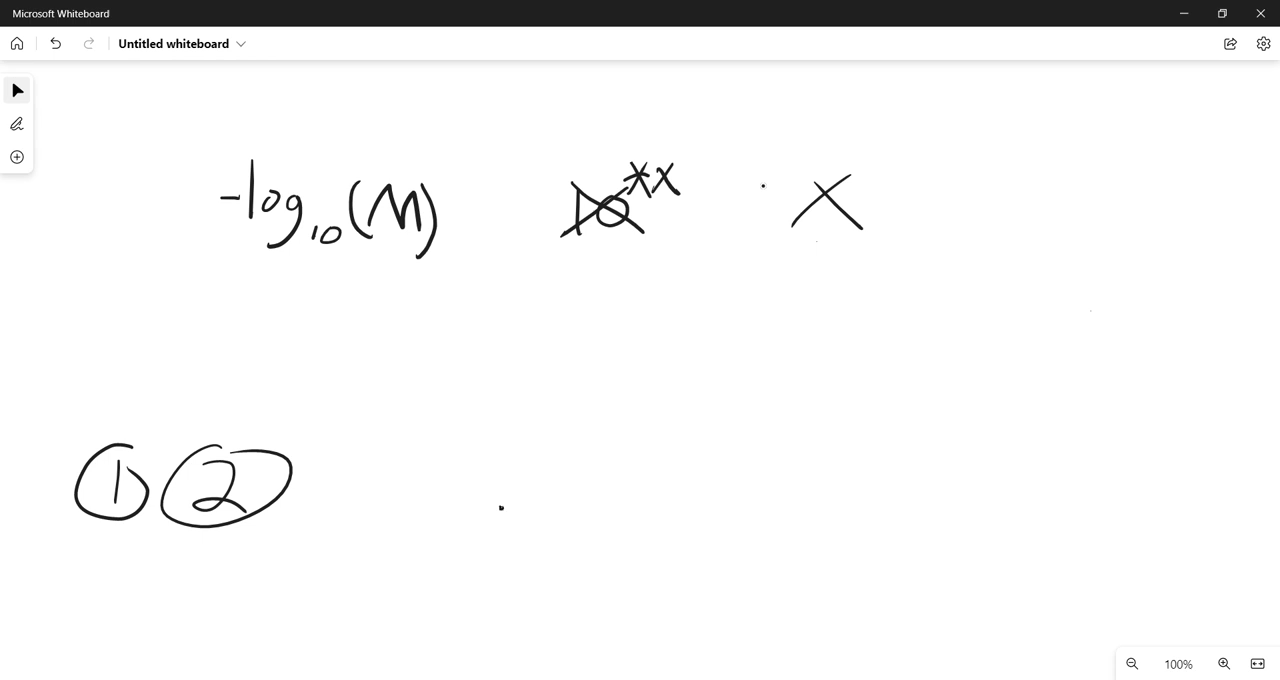 Microsoft Whiteboard
Untitled whiteboard
-log₁₀(M) x X
① ②
100%